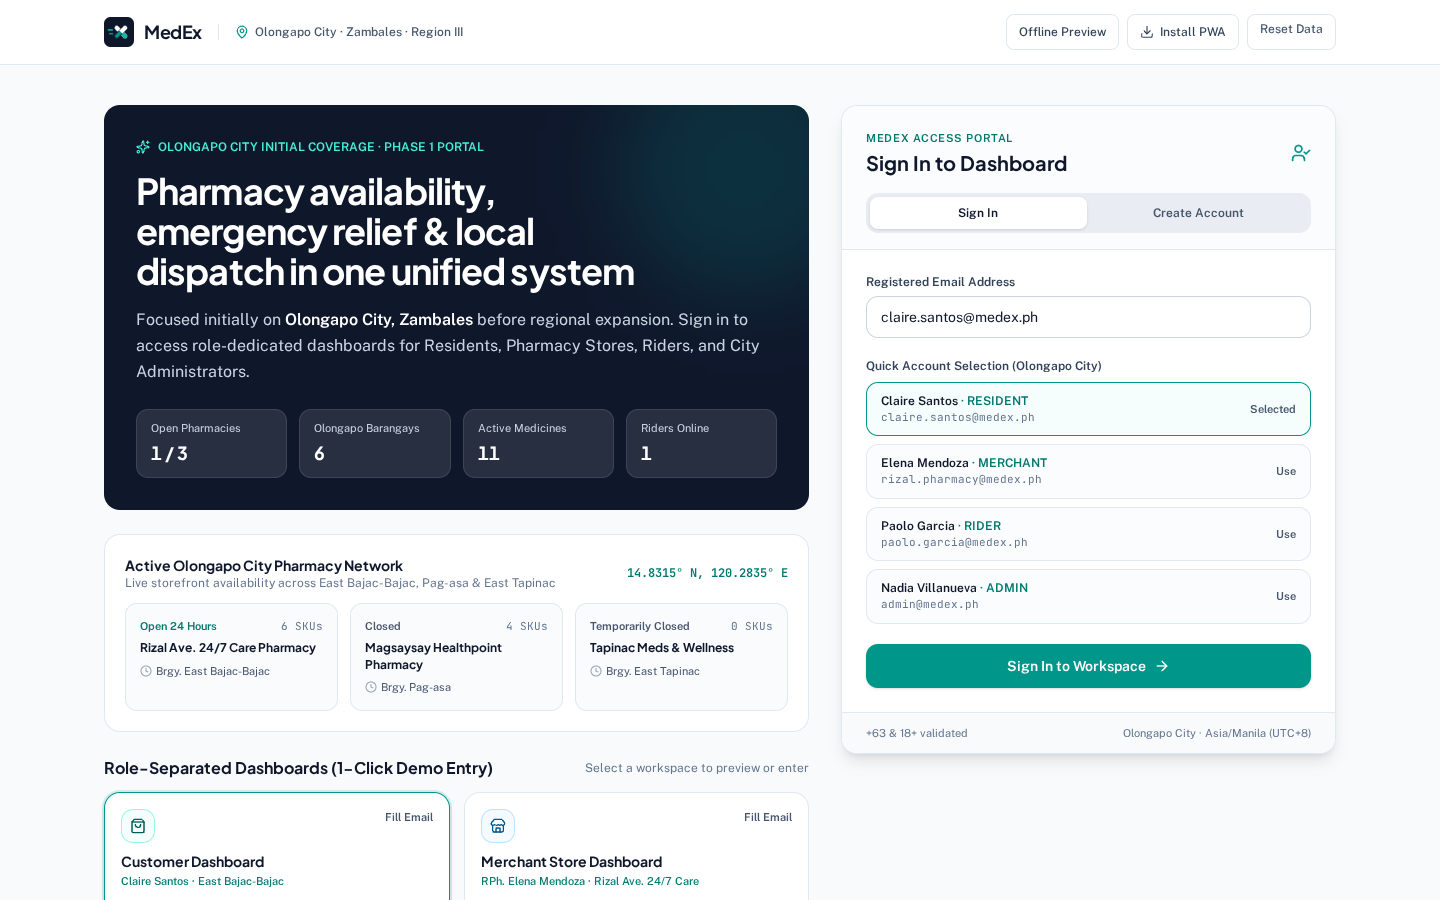 MedEx
Olongapo City · Zambales · Region III
Offline Preview
Install PWA
Reset Data
OLONGAPO CITY INITIAL COVERAGE · PHASE 1 PORTAL
Pharmacy availability,
emergency relief & local
dispatch in one unified system
Focused initially on Olongapo City, Zambales before regional expansion. Sign in to
access role-dedicated dashboards for Residents, Pharmacy Stores, Riders, and City
Administrators.
Open Pharmacies
1/3
Olongapo Barangays
6
Active Medicines
11
Riders Online
1
Active Olongapo City Pharmacy Network
Live storefront availability across East Bajac-Bajac, Pag-asa & East Tapinac
14.8315° N, 120.2835° E
Open 24 Hours
6 SKUs
Rizal Ave. 24/7 Care Pharmacy
Brgy. East Bajac-Bajac
Closed
4 SKUs
Magsaysay Healthpoint
Pharmacy
Brgy. Pag-asa
Temporarily Closed
0 SKUs
Tapinac Meds & Wellness
Brgy. East Tapinac
Role-Separated Dashboards (1-Click Demo Entry)
Select a workspace to preview or enter
Fill Email
Customer Dashboard
Claire Santos · East Bajac-Bajac
Fill Email
Merchant Store Dashboard
RPh. Elena Mendoza · Rizal Ave. 24/7 Care
MEDEX ACCESS PORTAL
Sign In to Dashboard
Sign In
Create Account
Registered Email Address
claire.santos@medex.ph
Quick Account Selection (Olongapo City)
Claire Santos · RESIDENT
claire.santos@medex.ph
Selected
Elena Mendoza · MERCHANT
rizal.pharmacy@medex.ph
Use
Paolo Garcia · RIDER
paolo.garcia@medex.ph
Use
Nadia Villanueva · ADMIN
admin@medex.ph
Use
Sign In to Workspace
+63 & 18+ validated
Olongapo City · Asia/Manila (UTC+8)